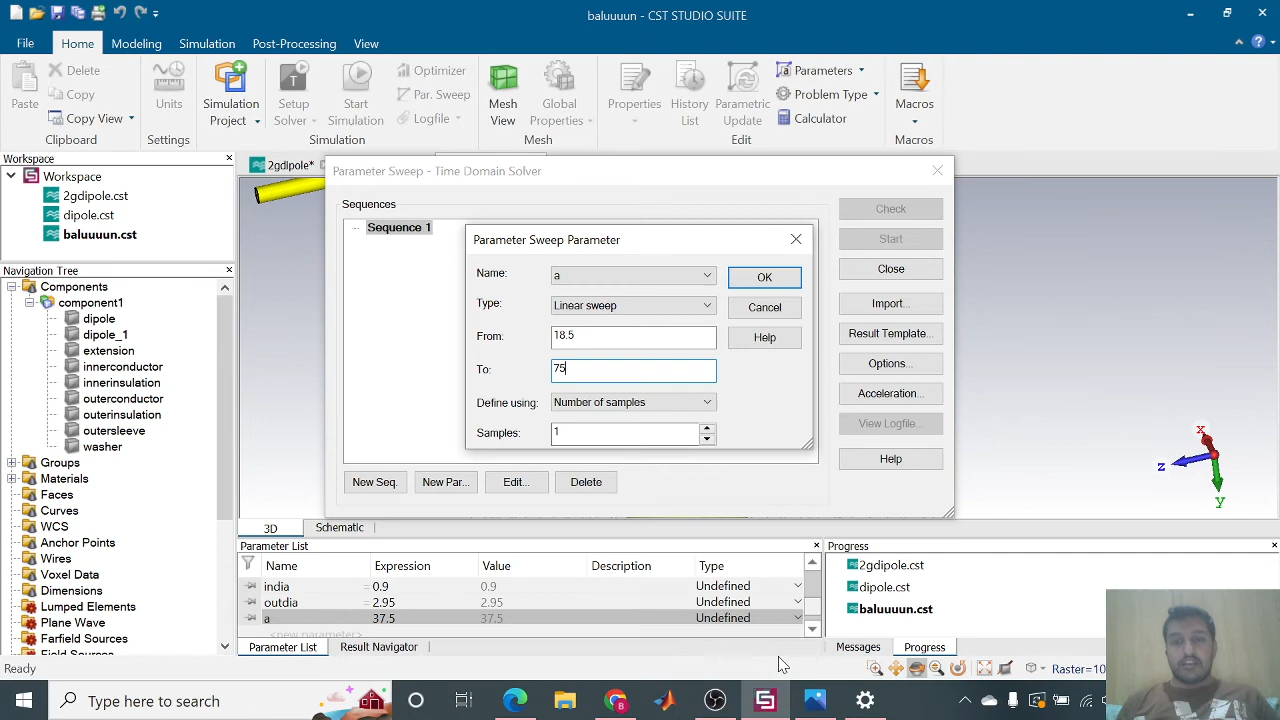 baluuuun - CST STUDIO SUITE
File Home Modeling Simulation Post-Processing View
Paste
Delete
Copy
Copy View
Clipboard
Units
Settings
Simulation Project
Setup Solver
Start Simulation
Optimizer
Par. Sweep
Logfile
Simulation
Mesh View
Global Properties
Mesh
Properties
History List
Parametric Update
Parameters
Problem Type
Calculator
Edit
Macros
Macros
Workspace
Workspace
2gdipole.cst
dipole.cst
baluuuun.cst
Navigation Tree
Components
component1
dipole
dipole_1
extension
innerconductor
innerinsulation
outerconductor
outerinsulation
outersleeve
washer
Groups
Materials
Faces
Curves
WCS
Anchor Points
Wires
Voxel Data
Dimensions
Lumped Elements
Plane Wave
Farfield Sources
Field Sources
2gdipole*
Parameter Sweep - Time Domain Solver
Sequences
Sequence 1
Check
Start
Close
Import...
Result Template...
Options...
Acceleration...
View Logfile...
Help
New Seq. New Par... Edit... Delete
Parameter Sweep Parameter
Name: a OK
Type: Linear sweep Cancel
From: 18.5 Help
To: 75
Define using: Number of samples
Samples: 1
x
z
y
3D Schematic
Parameter List
Name Expression Value Description Type
india = 0.9 0.9 Undefined
outdia = 2.95 2.95 Undefined
a = 37.5 37.5 Undefined
<new parameter>
Parameter List Result Navigator
Progress
2gdipole.cst
dipole.cst
baluuuun.cst
Messages Progress
Ready
Raster=10
Type here to search